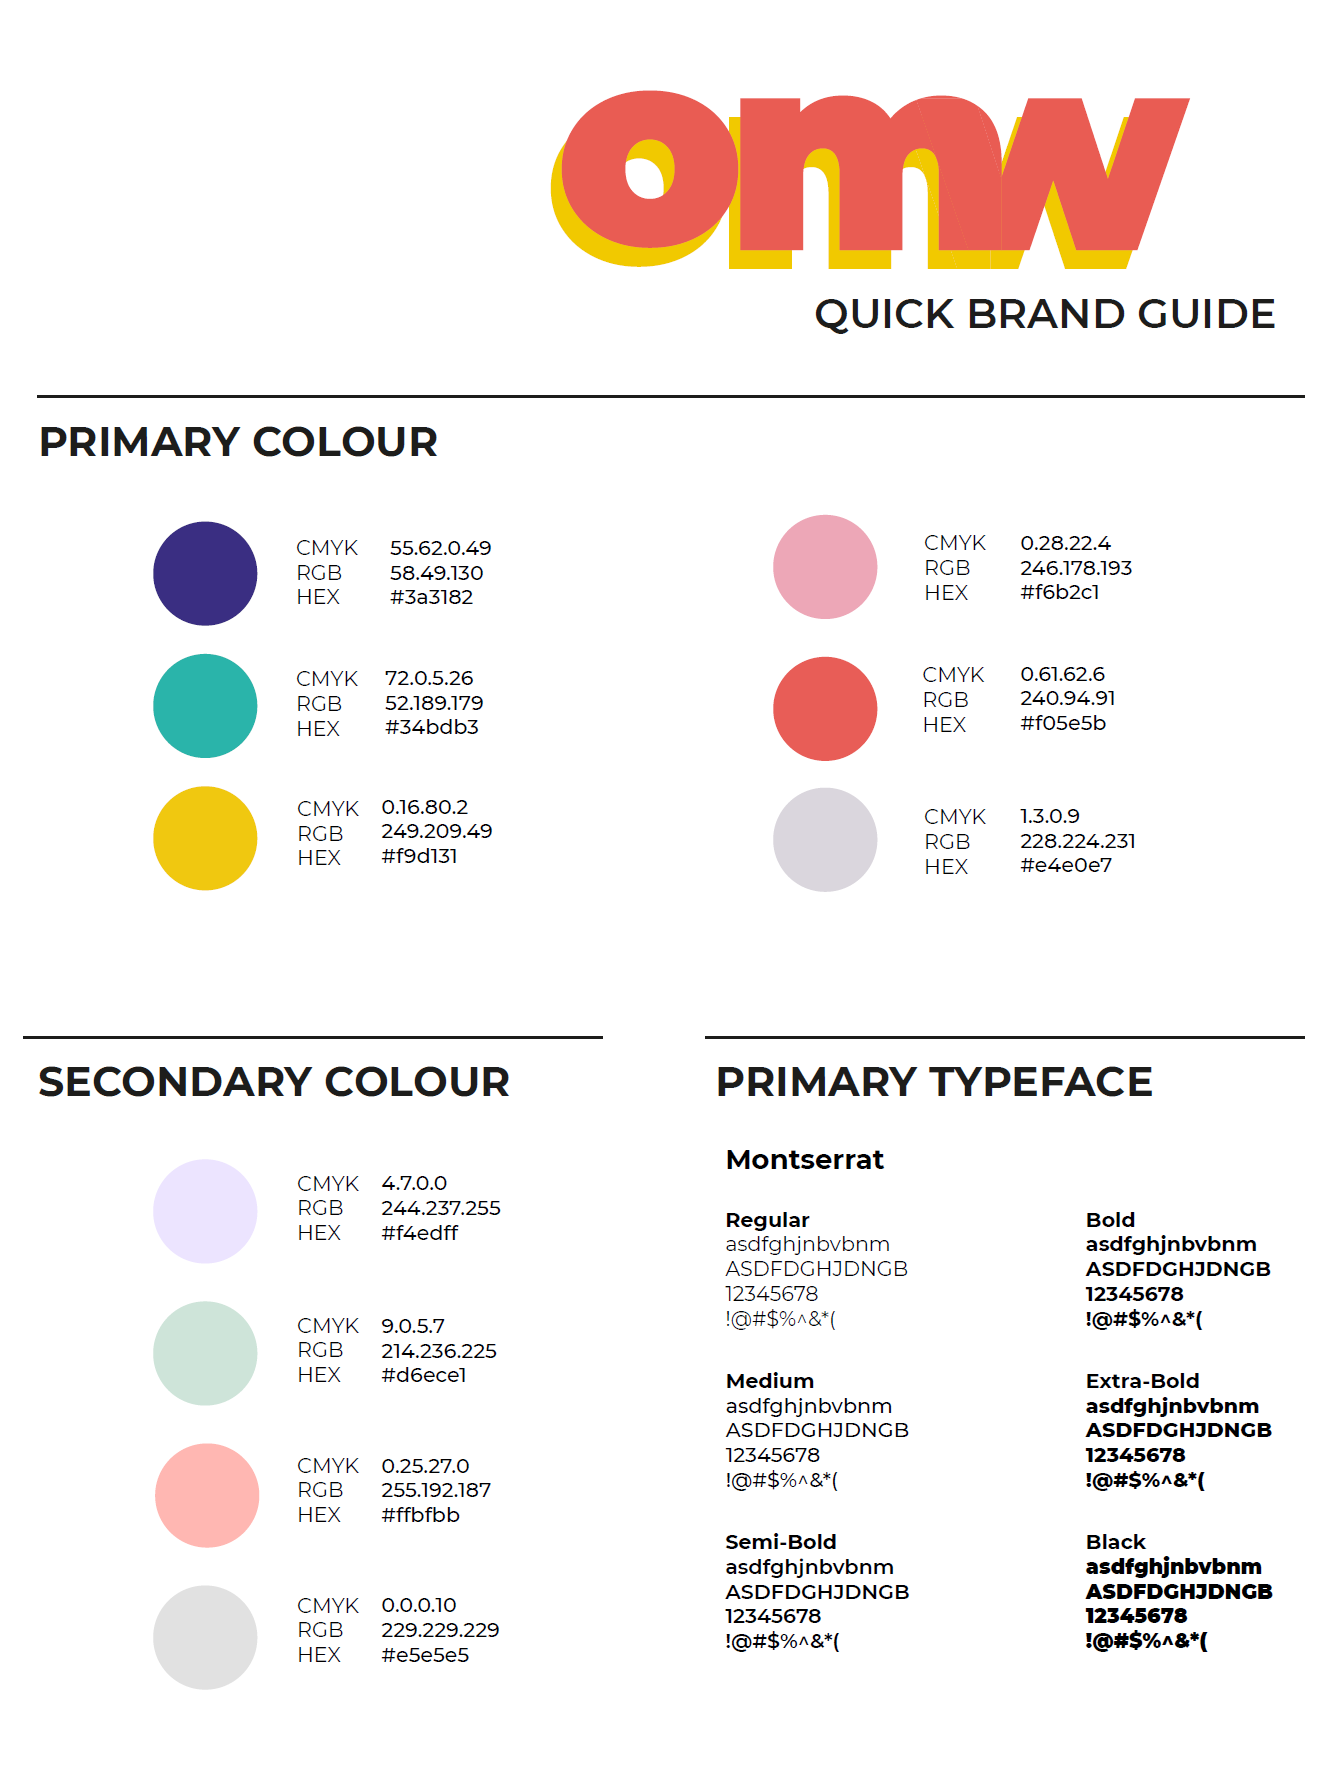 omw
QUICK BRAND GUIDE
PRIMARY COLOUR
CMYK 55.62.0.49
RGB 58.49.130
HEX #3a3182
CMYK 72.0.5.26
RGB 52.189.179
HEX #34bdb3
CMYK 0.16.80.2
RGB 249.209.49
HEX #f9d131
CMYK 0.28.22.4
RGB 246.178.193
HEX #f6b2c1
CMYK 0.61.62.6
RGB 240.94.91
HEX #f05e5b
CMYK 1.3.0.9
RGB 228.224.231
HEX #e4e0e7
SECONDARY COLOUR
CMYK 4.7.0.0
RGB 244.237.255
HEX #f4edff
CMYK 9.0.5.7
RGB 214.236.225
HEX #d6ece1
CMYK 0.25.27.0
RGB 255.192.187
HEX #ffbfbb
CMYK 0.0.0.10
RGB 229.229.229
HEX #e5e5e5
PRIMARY TYPEFACE
Montserrat
Regular
asdfghjnbvbnm
ASDFDGHJDNGB
12345678
!@#$%^&*(
Medium
asdfghjnbvbnm
ASDFDGHJDNGB
12345678
!@#$%^&*(
Semi-Bold
asdfghjnbvbnm
ASDFDGHJDNGB
12345678
!@#$%^&*(
Bold
asdfghjnbvbnm
ASDFDGHJDNGB
12345678
!@#$%^&*(
Extra-Bold
asdfghjnbvbnm
ASDFDGHJDNGB
12345678
!@#$%^&*(
Black
asdfghjnbvbnm
ASDFDGHJDNGB
12345678
!@#$%^&*(